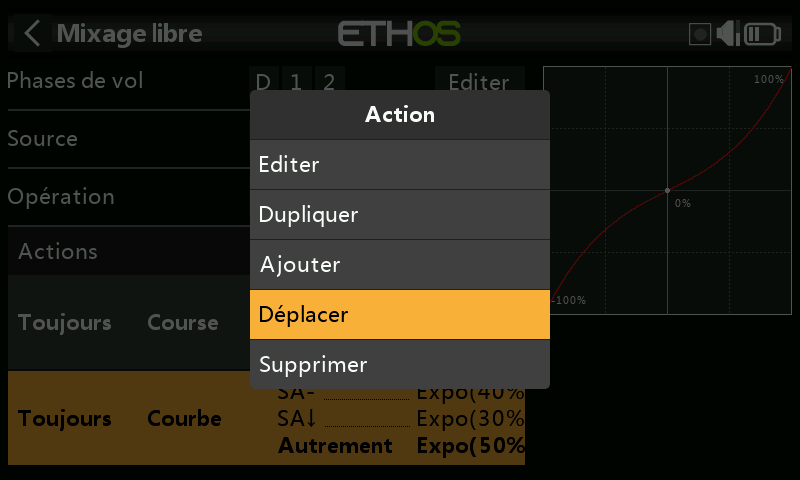 Mixage libre
ETHOS
Phases de vol
D 1 2
Editer
Source
Opération
Actions
Toujours Course
Toujours Courbe
SA- Expo(40%
SA↓ Expo(30%
Autrement Expo(50%
Action
Editer
Dupliquer
Ajouter
Déplacer
Supprimer
100%
0%
-100%